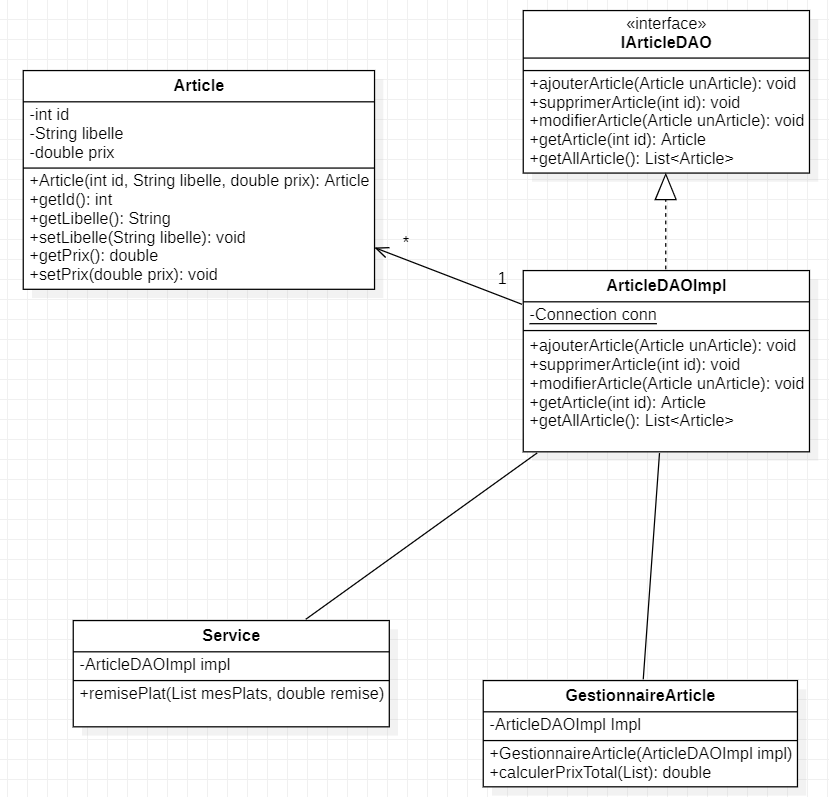 «interface»
IArticleDAO
+ajouterArticle(Article unArticle): void
+supprimerArticle(int id): void
+modifierArticle(Article unArticle): void
+getArticle(int id): Article
+getAllArticle(): List<Article>
Article
-int id
-String libelle
-double prix
+Article(int id, String libelle, double prix): Article
+getId(): int
+getLibelle(): String
+setLibelle(String libelle): void
+getPrix(): double
+setPrix(double prix): void
*
1
ArticleDAOImpl
-Connection conn
+ajouterArticle(Article unArticle): void
+supprimerArticle(int id): void
+modifierArticle(Article unArticle): void
+getArticle(int id): Article
+getAllArticle(): List<Article>
Service
-ArticleDAOImpl impl
+remisePlat(List mesPlats, double remise)
GestionnaireArticle
-ArticleDAOImpl Impl
+GestionnaireArticle(ArticleDAOImpl impl)
+calculerPrixTotal(List): double